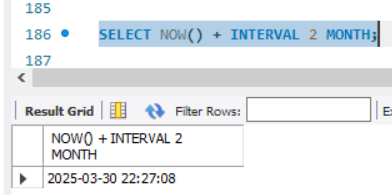 185
186 SELECT NOW() + INTERVAL 2 MONTH;
187
Result Grid Filter Rows:
NOW() + INTERVAL 2
MONTH
2025-03-30 22:27:08